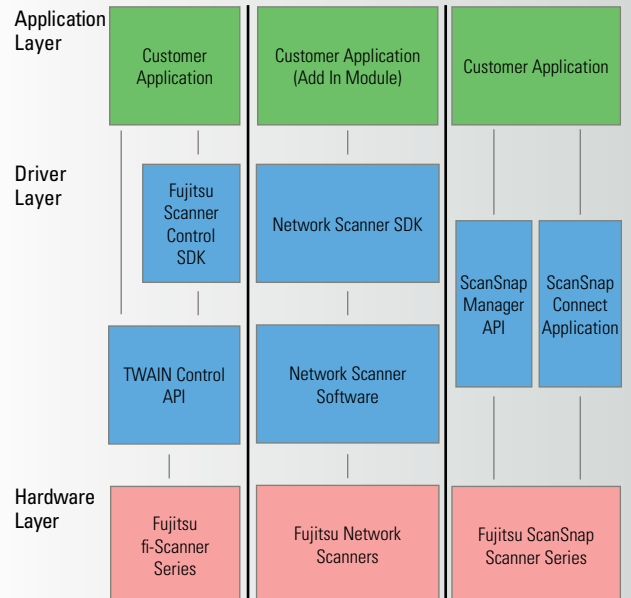 Application
Layer
Customer
Application
Customer Application
(Add In Module)
Customer Application
Driver
Layer
Fujitsu
Scanner
Control
SDK
Network Scanner SDK
ScanSnap
Manager
API
ScanSnap
Connect
Application
TWAIN Control
API
Network Scanner
Software
Hardware
Layer
Fujitsu
fi-Scanner
Series
Fujitsu Network
Scanners
Fujitsu ScanSnap
Scanner Series